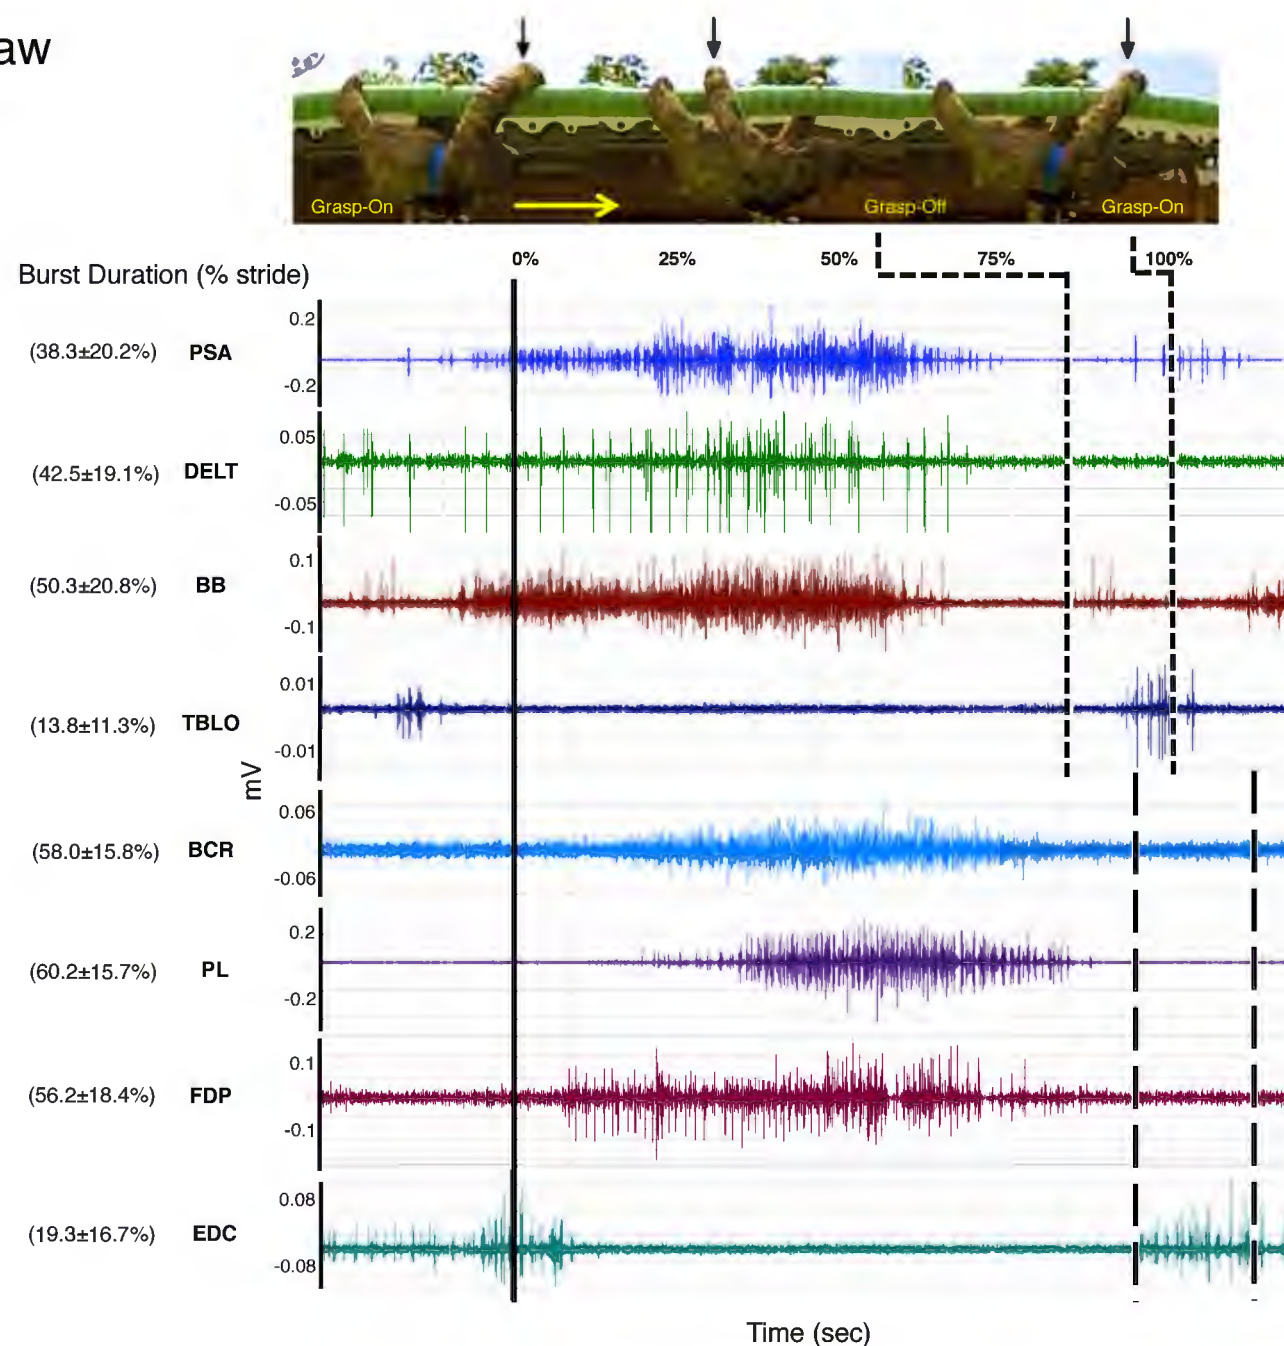 aw
Grasp-On
Grasp-Off
Grasp-On
Burst Duration (% stride)
0%
25%
50%
75%
100%
(38.3±20.2%) PSA
0.2
-0.2
(42.5±19.1%) DELT
0.05
-0.05
(50.3±20.8%) BB
0.1
-0.1
(13.8±11.3%) TBLO
0.01
-0.01
mV
(58.0±15.8%) BCR
0.06
-0.06
(60.2±15.7%) PL
0.2
-0.2
(56.2±18.4%) FDP
0.1
-0.1
(19.3±16.7%) EDC
0.08
-0.08
Time (sec)